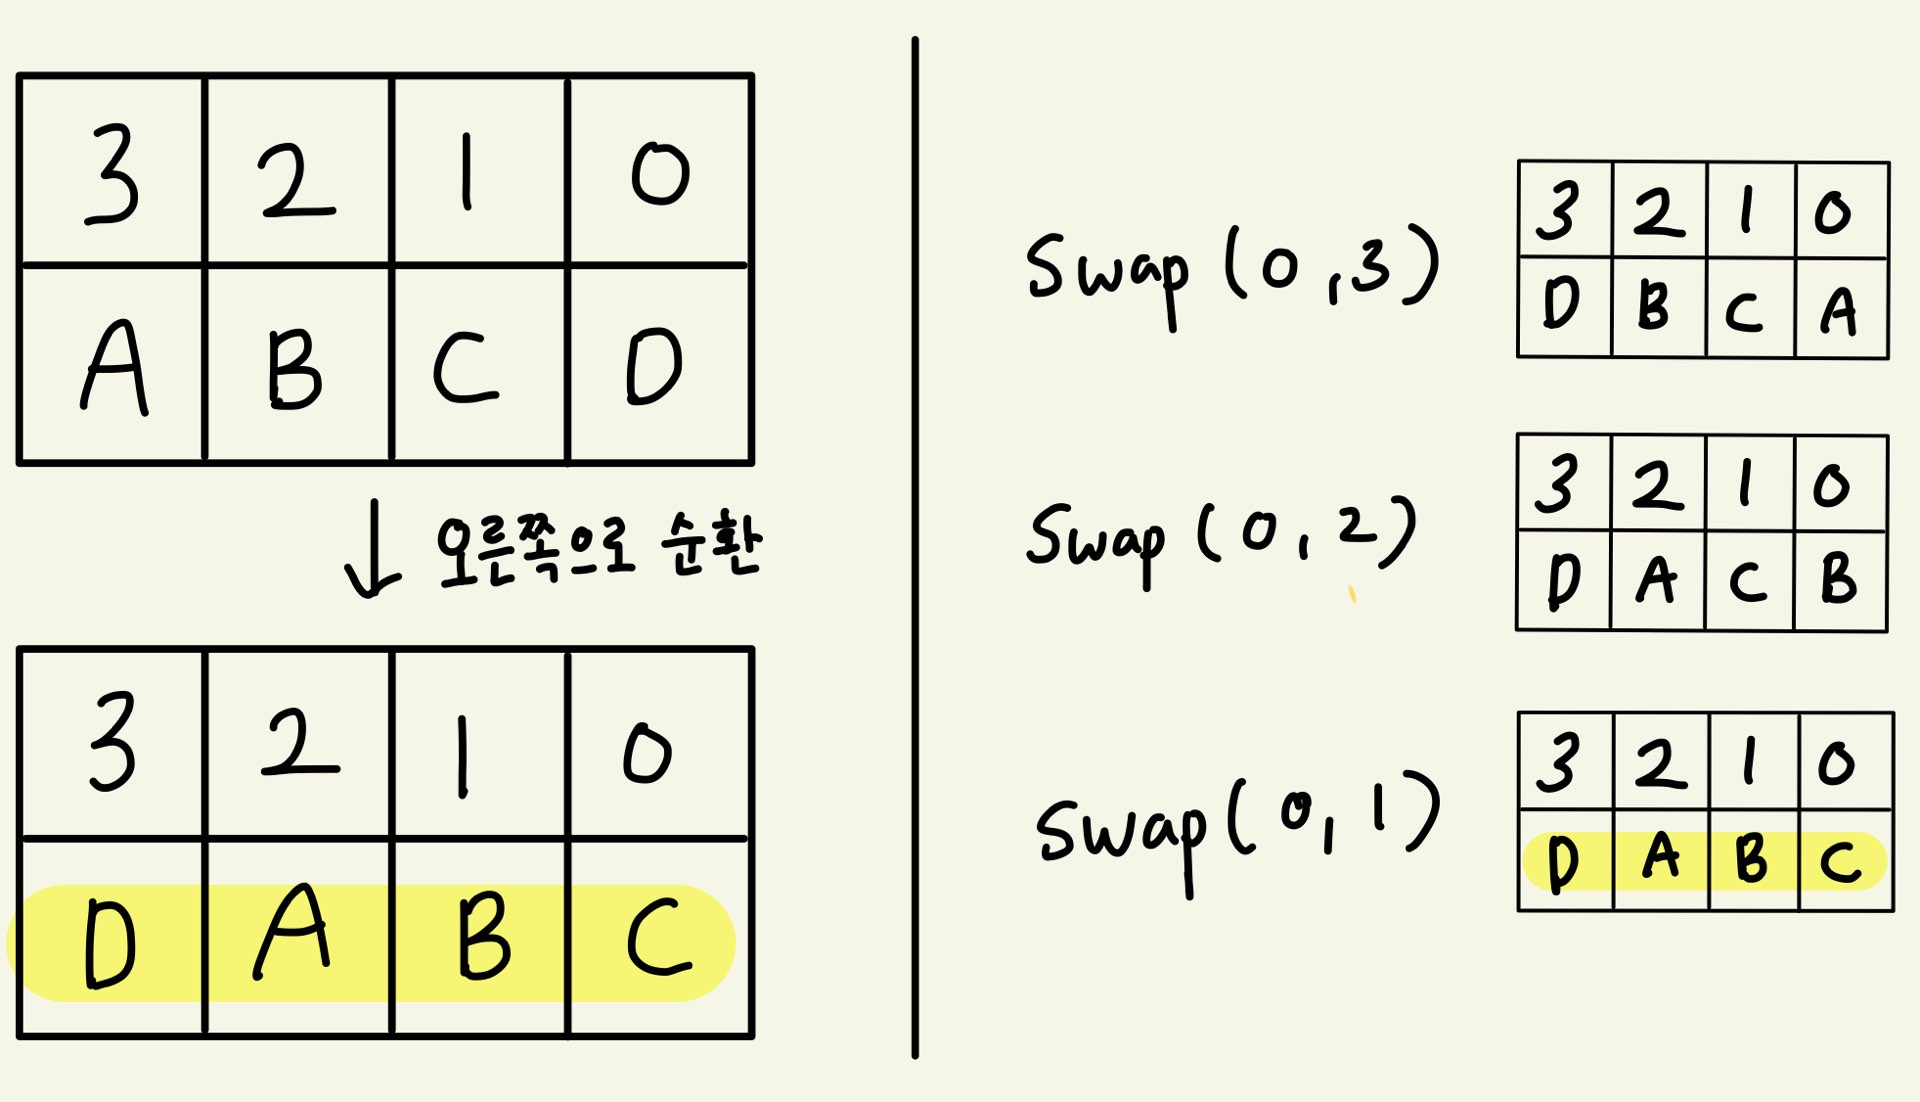 3 2 1 0
A B C D
↓ 오른쪽으로 순환
3 2 1 0
D A B C
Swap (0,3)
3 2 1 0
D B C A
Swap (0,2)
3 2 1 0
D A C B
Swap (0,1)
3 2 1 0
D A B C